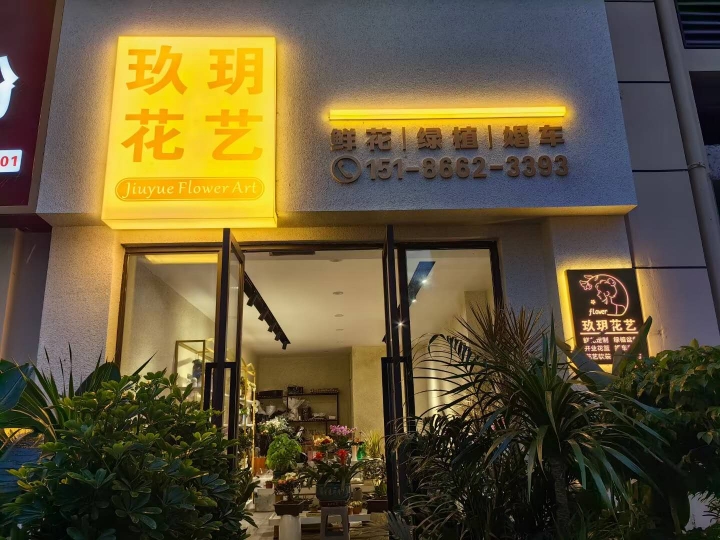 玖玥
花艺
Jiuyue Flower Art
鲜花|绿植|婚车
151-8662-3393
01
flower
玖玥花艺